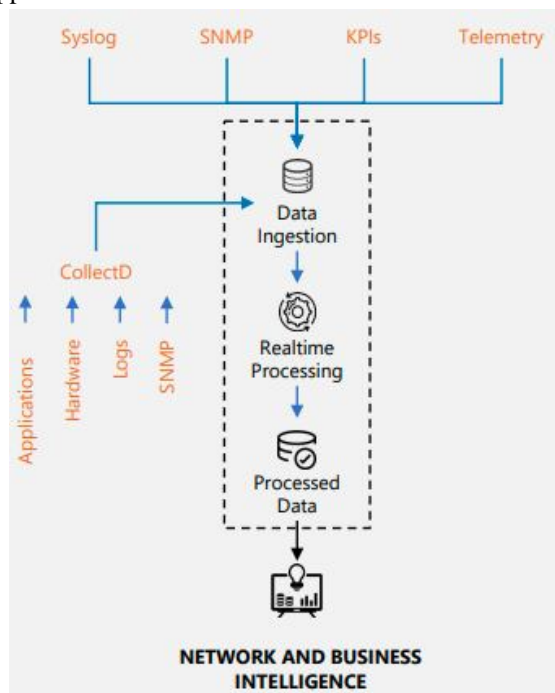 Syslog SNMP KPIs Telemetry
Data
Ingestion
CollectD
Applications
Hardware
Logs
SNMP
Realtime
Processing
Processed
Data
NETWORK AND BUSINESS
INTELLIGENCE